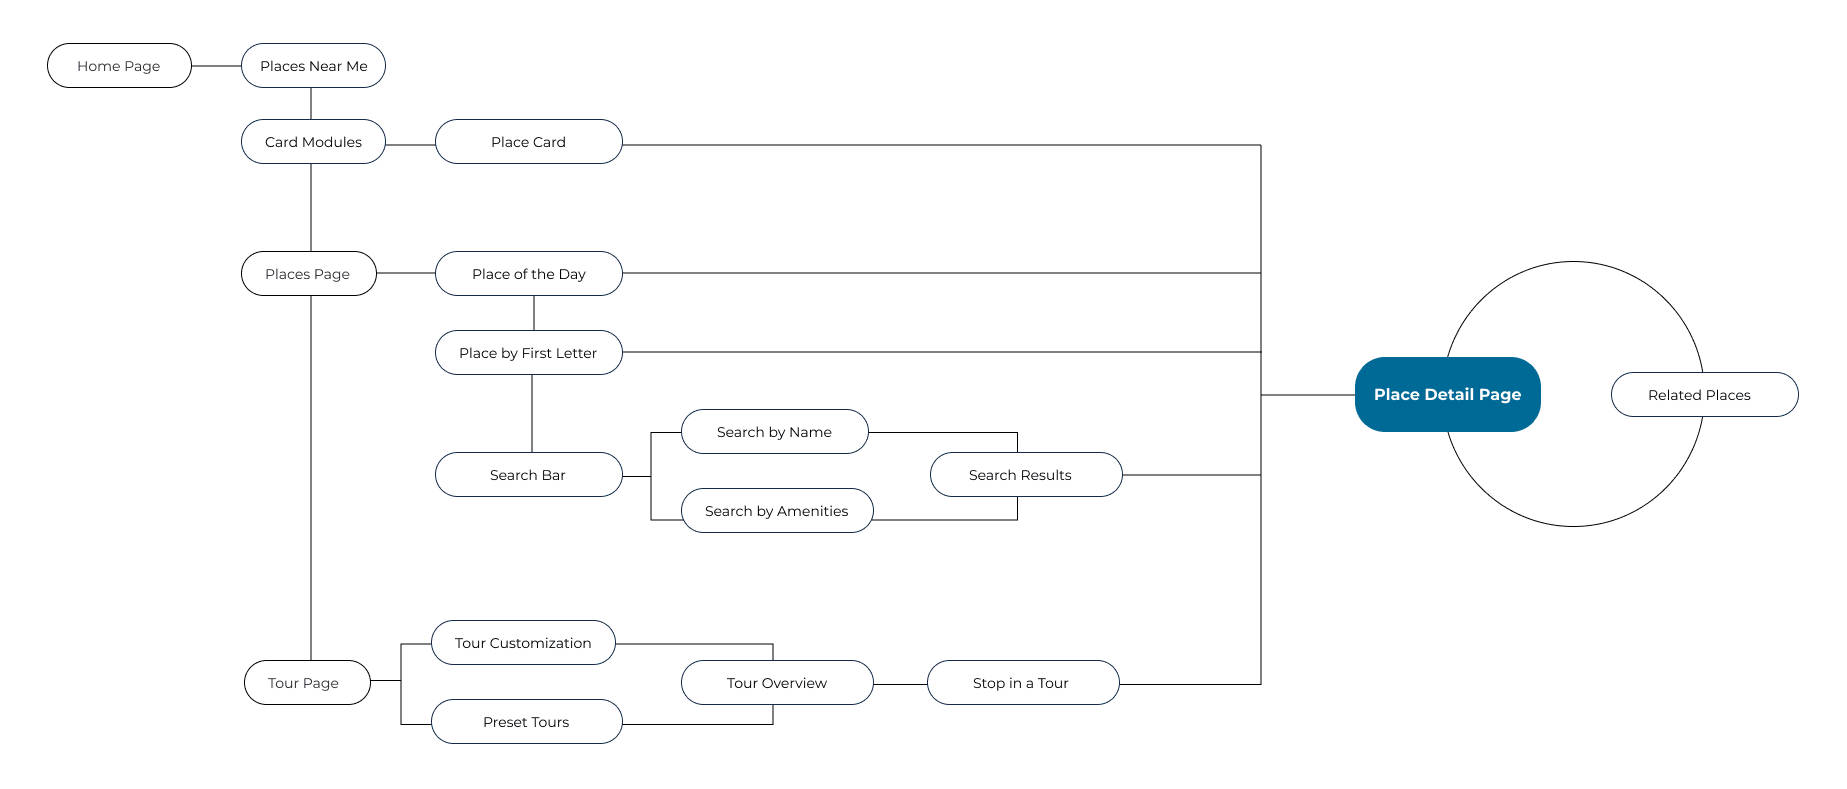 Home Page
Places Near Me
Card Modules
Place Card
Places Page
Place of the Day
Place by First Letter
Search by Name
Search Bar
Search Results
Search by Amenities
Place Detail Page
Related Places
Tour Customization
Tour Page
Tour Overview
Stop in a Tour
Preset Tours